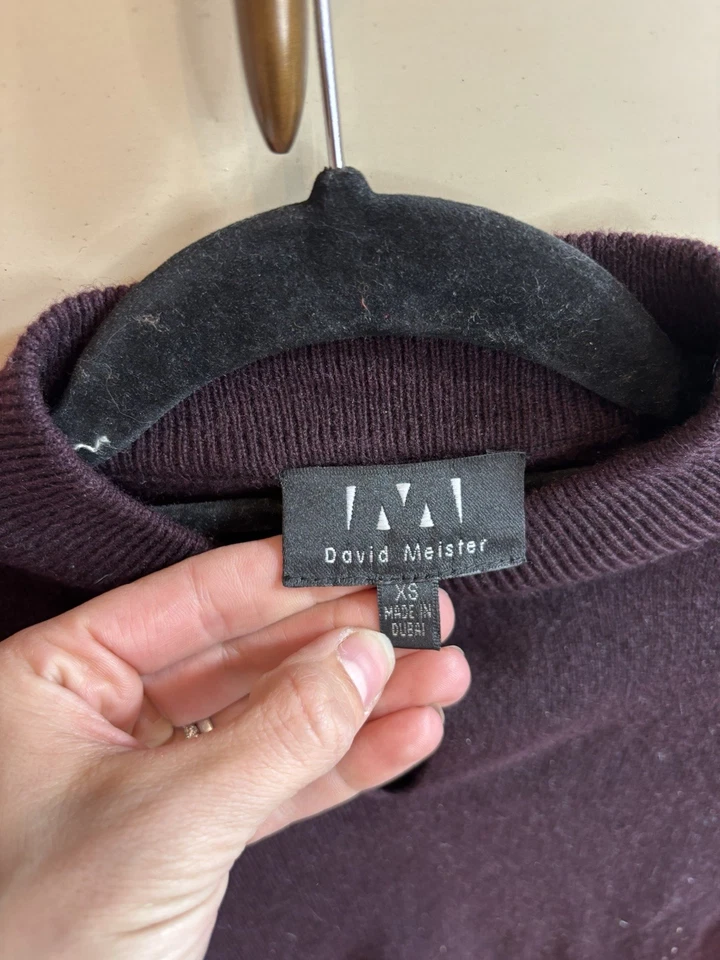 David Meister
XS
MADE IN
DUBAI